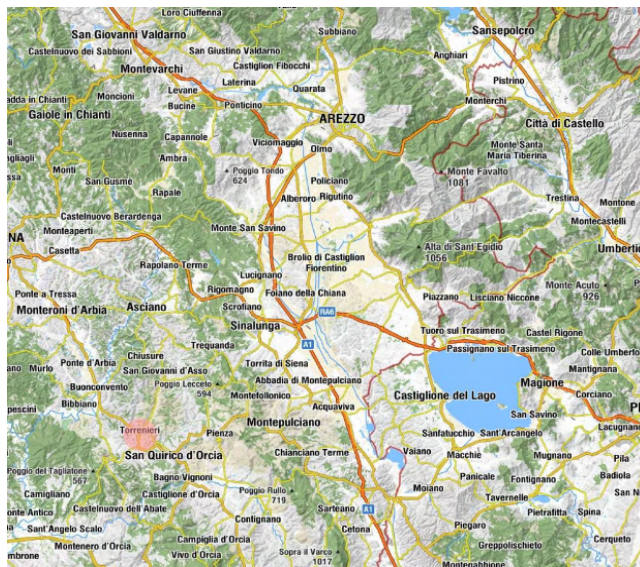 Loro Ciuffenna
San Giovanni Valdarno
Subbiano
Sansepolcro
Castelnuovo dei Sabbioni
San Giustino Valdarno
Anghiari
Castiglion Fibocchi
Montevarchi
Laterina
Quarata
Pistrino
Levane
Moncioni
Bucine
Ponticino
Monterchi
adda in Chianti
Gaiole in Chianti
AREZZO
Città di Castello
Nusenna
Capannole
Viciomaggio
Olmo
Monte Santa
Maria Tiberina
Ambra
Monti
Poggio Tondo
624
Monte Favalto
1081
San Gusmè
Policiano
Rapale
Alberoro
Rigutino
Trestina
Montone
Castelnuovo Berardenga
Montecastelli
Monteaperti
Monte San Savino
NA
Casetta
Alta di Sant'Egidio
1056
Umberti
Brolio di Castiglion
Fiorentino
Rapolano Terme
Lucignano
Rigomagno
Foiano della Chiana
Piazzano
Lisciano Niccone
Monte Acuto
926
Ponte a Tressa
Monteroni d'Arbia
Asciano
Scrofiano
RA6
Sinalunga
Tuoro sul Trasimeno
Castel Rigone
Trequanda
A1
Passignano sul Trasimeno
Colle Umberto
Chiusure
Ponte d'Arbia
Murlo
San Giovanni d'Asso
Torrita di Siena
Mantignana
Buonconvento
Poggio Lecceto
594
Abbadia di Montepulciano
Magione
Montefollonico
Castiglione del Lago
Corciano
Bibbiano
Acquaviva
San Savino
Torrenieri
Pienza
Montepulciano
Sanfatucchio
Sant'Arcangelo
Lacugnano
San Quirico d'Orcia
Chianciano Terme
Vaiano
Macchie
Mugnano
Pila
Poggio del Tagliatone
567
Bagno Vignoni
Panicale
Fontignano
Badiola
Camigliano
Castiglione d'Orcia
Poggio Rullo
719
Moiano
Tavernelle
Castelnuovo dell'Abate
Sarteano
A1
Pietrafitta
Spina
Sant'Angelo Scalo
Contignano
Cetona
Piegaro
Campiglia d'Orcia
Cerqueto
Montenero d'Orcia
Greppolischieto
Vivo d'Orcia
Sopra il Varco
1017
Montegabbione